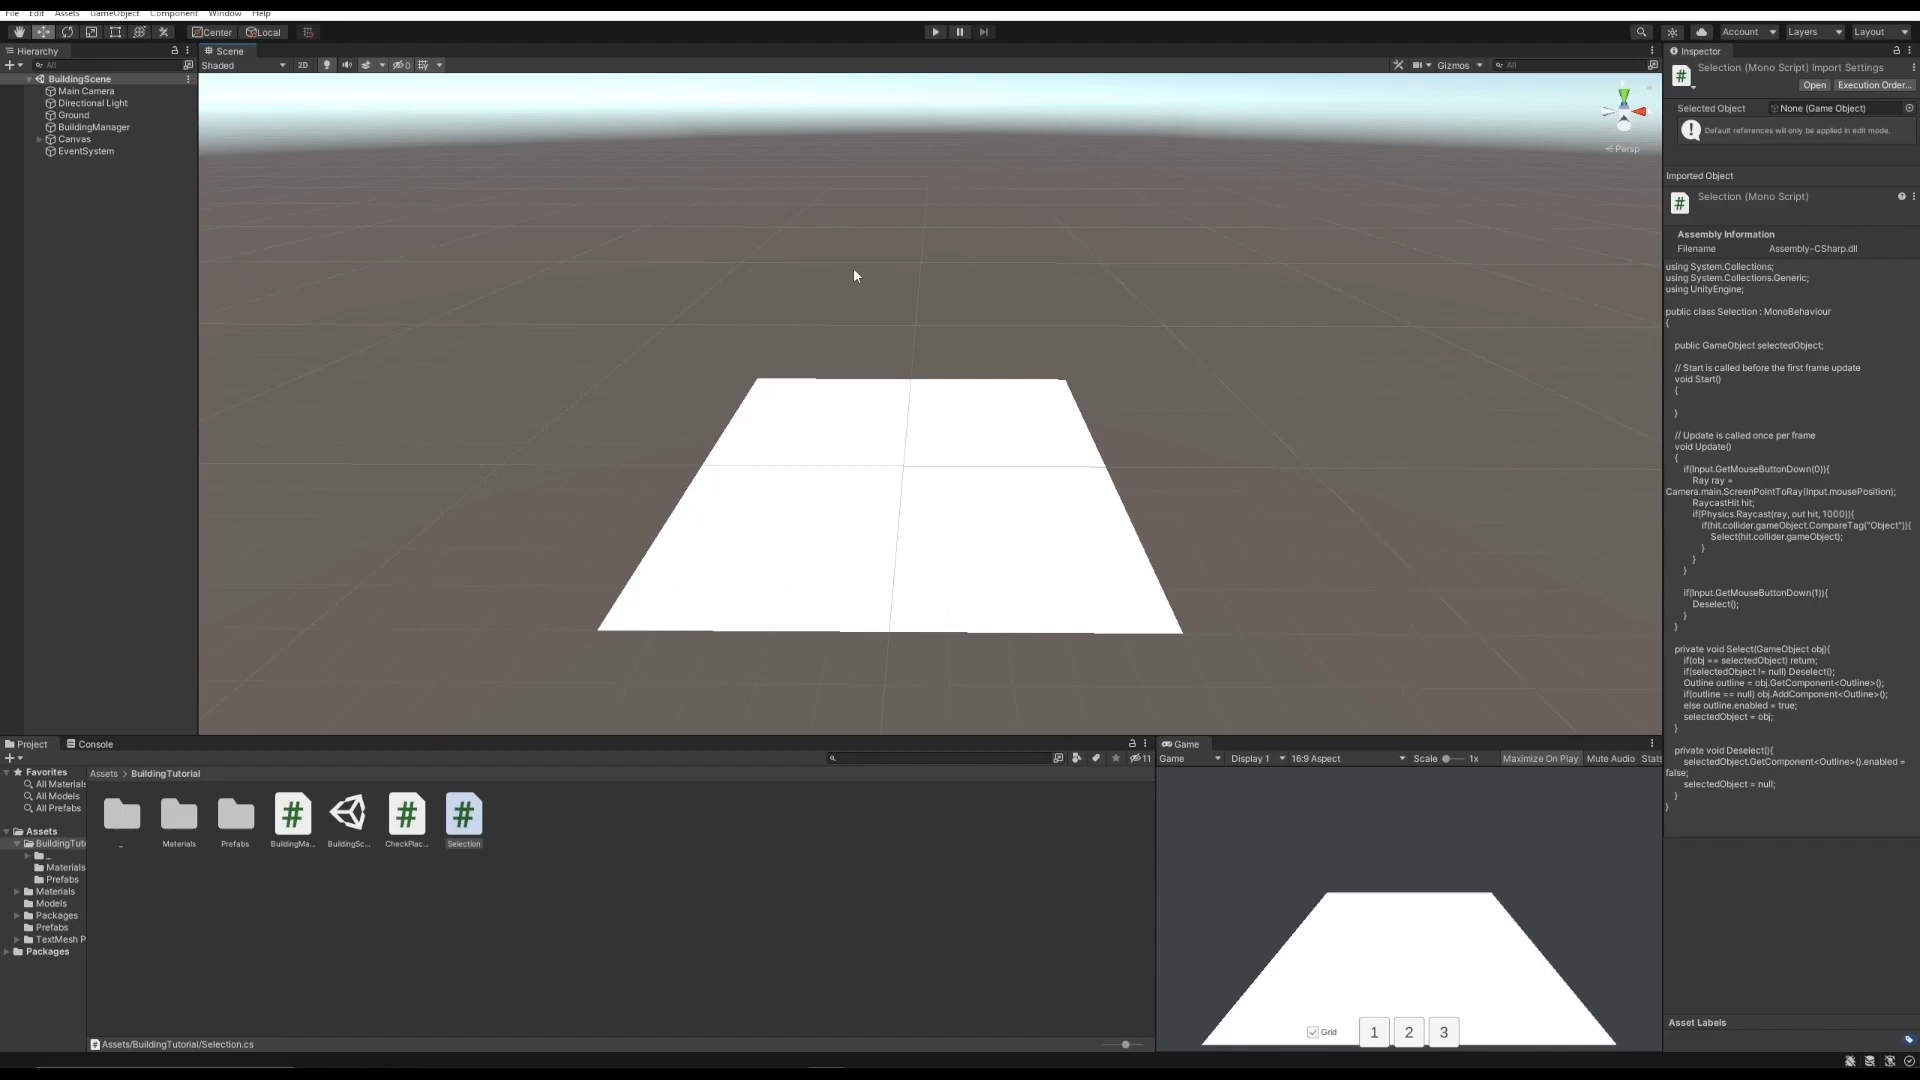 File Edit Assets GameObject Component Window Help
Center Local
Account Layers Layout
Hierarchy
All
BuildingScene
Main Camera
Directional Light
Ground
BuildingManager
Canvas
EventSystem
Scene
Shaded 2D 0 Gizmos All
< Persp
Inspector
Selection (Mono Script) Import Settings
Open Execution Order...
Selected Object None (Game Object)
Default references will only be applied in edit mode.
Imported Object
Selection (Mono Script)
Assembly Information
Filename Assembly-CSharp.dll
using System.Collections;
using System.Collections.Generic;
using UnityEngine;
public class Selection : MonoBehaviour
{
public GameObject selectedObject;
// Start is called before the first frame update
void Start()
{
}
// Update is called once per frame
void Update()
{
if(Input.GetMouseButtonDown(0)){
Ray ray =
Camera.main.ScreenPointToRay(Input.mousePosition);
RaycastHit hit;
if(Physics.Raycast(ray, out hit, 1000)){
if(hit.collider.gameObject.CompareTag("Object")){
Select(hit.collider.gameObject);
}
}
}
if(Input.GetMouseButtonDown(1)){
Deselect();
}
}
private void Select(GameObject obj){
if(obj == selectedObject) return;
if(selectedObject != null) Deselect();
Outline outline = obj.GetComponent<Outline>();
if(outline == null) obj.AddComponent<Outline>();
else outline.enabled = true;
selectedObject = obj;
}
private void Deselect(){
selectedObject.GetComponent<Outline>().enabled =
false;
selectedObject = null;
}
}
Asset Labels
Project Console
11
Favorites
All Materials
All Models
All Prefabs
Assets
BuildingTut
_
Materials
Prefabs
Materials
Models
Packages
Prefabs
TextMesh P
Packages
Assets > BuildingTutorial
_ Materials Prefabs BuildingMa... BuildingSc... CheckPlac... Selection
Assets/BuildingTutorial/Selection.cs
Game
Game Display 1 16:9 Aspect Scale 1x Maximize On Play Mute Audio Stats
Grid 1 2 3